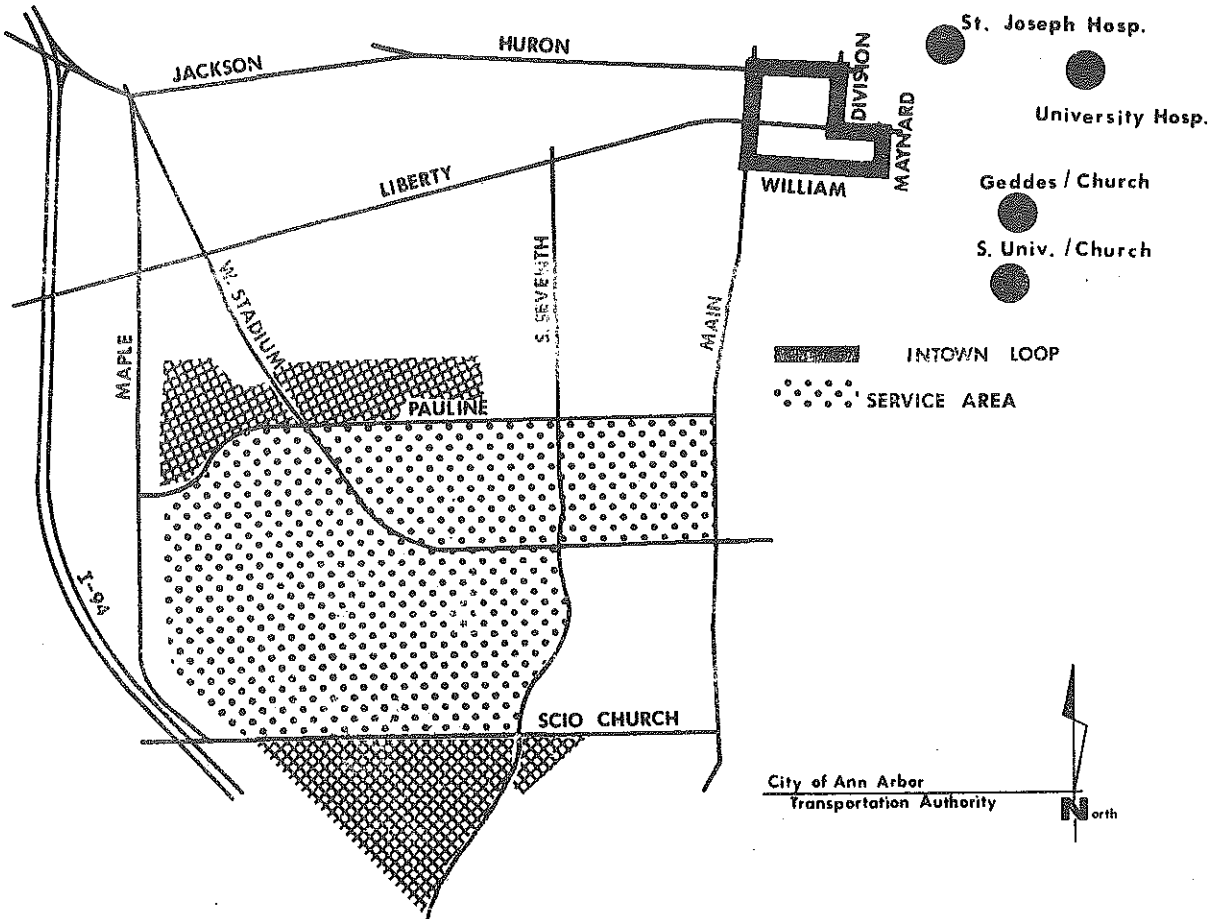 St. Joseph Hosp.
HURON
JACKSON
DIVISION
University Hosp.
MAYNARD
LIBERTY
WILLIAM
Geddes / Church
S. Univ. / Church
W. STADIUM
S. SEVENTH
MAIN
MAPLE
INTOWN LOOP
PAULINE
SERVICE AREA
I-94
SCIO CHURCH
City of Ann Arbor
Transportation Authority
North